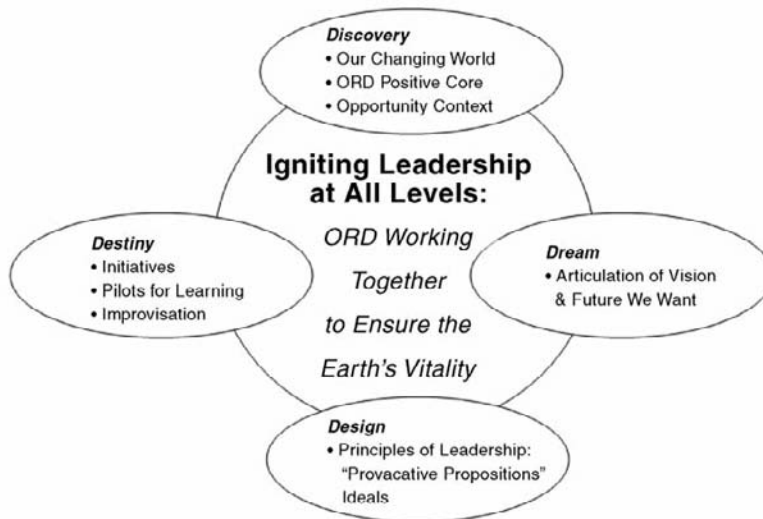 Discovery
• Our Changing World
• ORD Positive Core
• Opportunity Context
Igniting Leadership
at All Levels:
ORD Working
Together
to Ensure the
Earth's Vitality
Destiny
• Initiatives
• Pilots for Learning
• Improvisation
Dream
• Articulation of Vision
& Future We Want
Design
• Principles of Leadership:
"Provacative Propositions"
Ideals